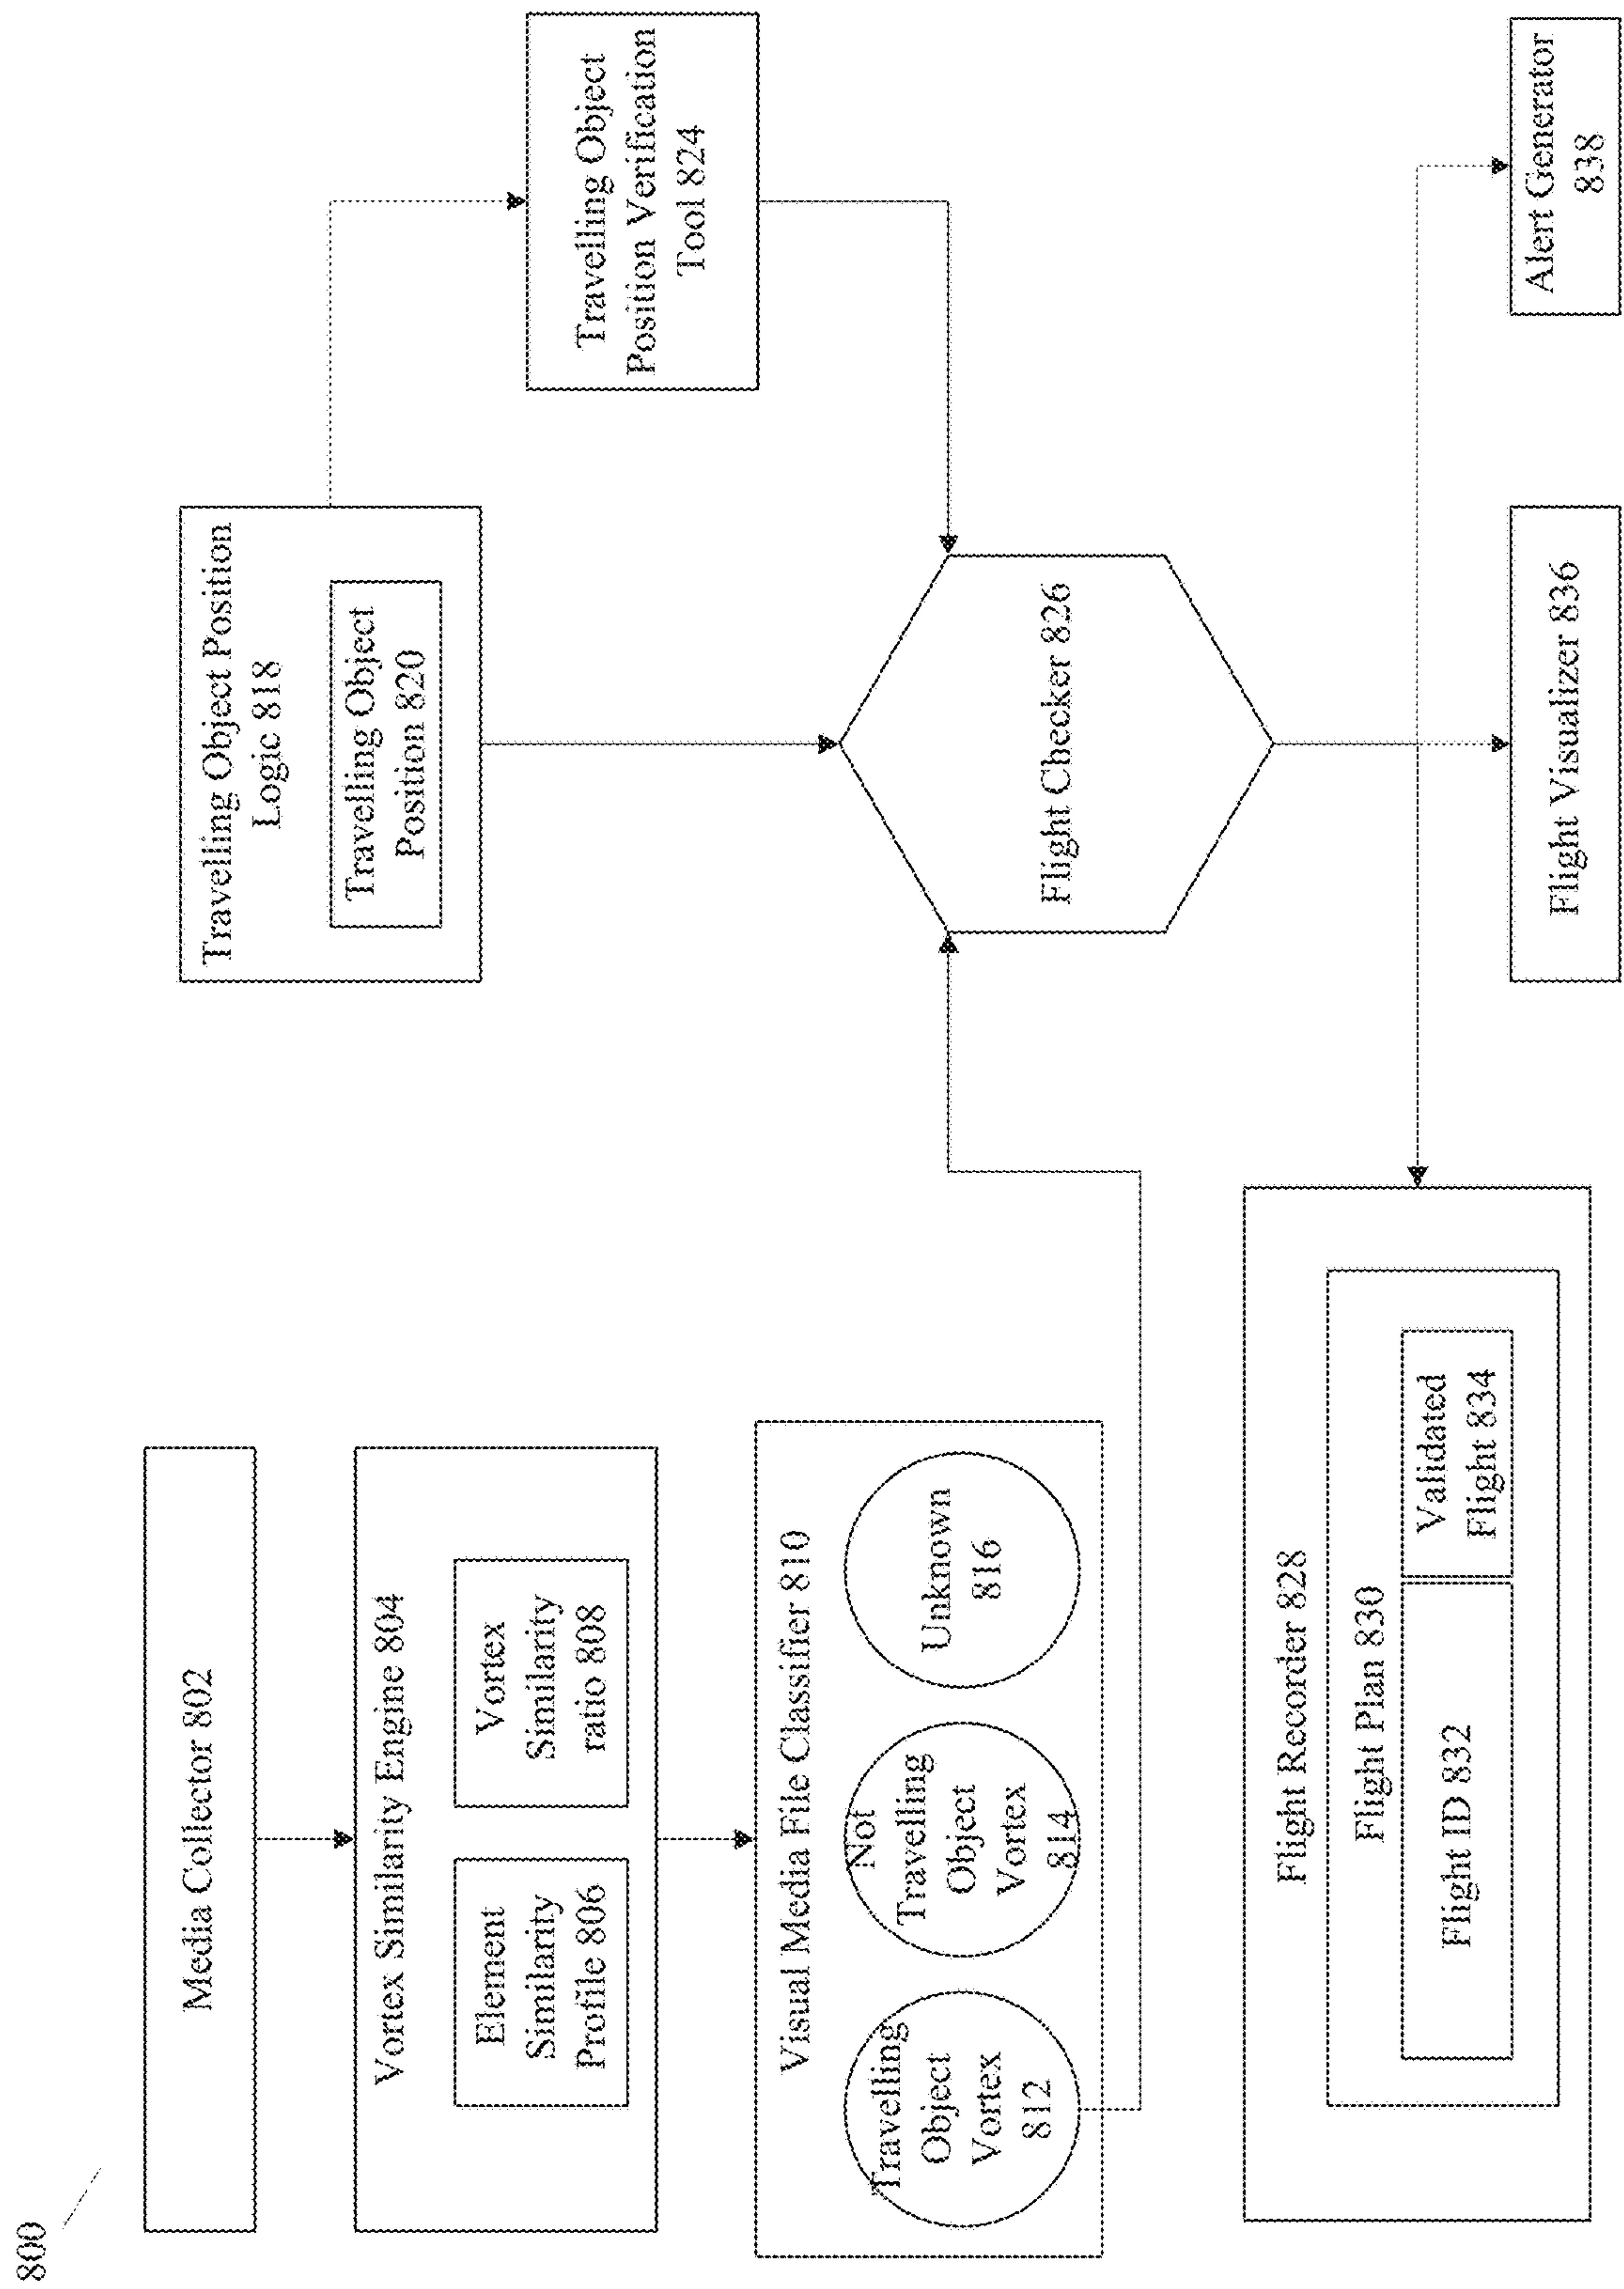 800
Media Collector 802
Vortex Similarity Engine 804
Element
Similarity
Profile 806
Vortex
Similarity
ratio 808
Visual Media File Classifier 810
Travelling
Object
Vortex
812
Not
Travelling
Object
Vortex
814
Unknown
816
Travelling Object Position
Logic 818
Travelling Object
Position 820
Travelling Object
Position Verification
Tool 824
Flight Checker 826
Flight Recorder 828
Flight Plan 830
Flight ID 832
Validated
Flight 834
Flight Visualizer 836
Alert Generator
838